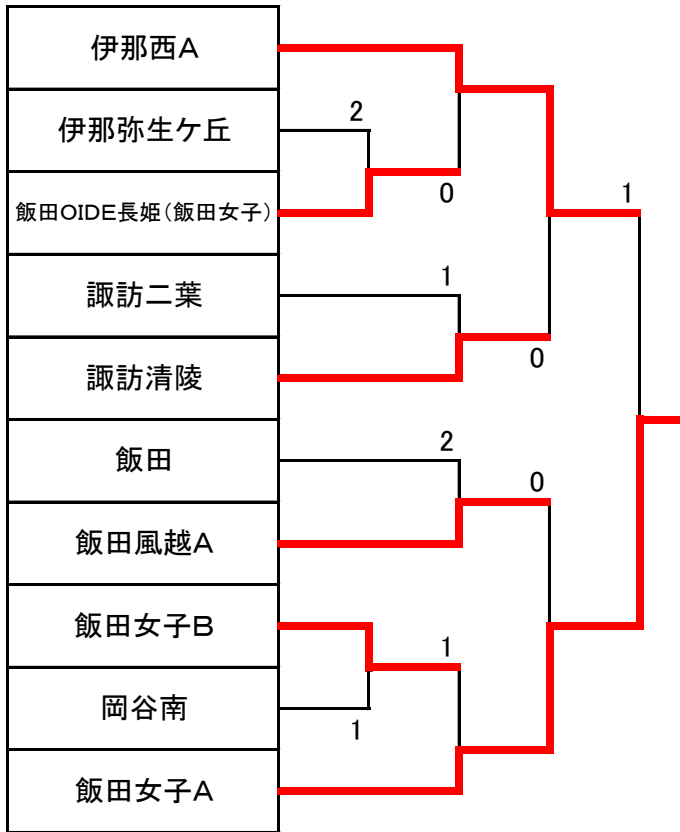 伊那西A
伊那弥生ケ丘
2
飯田OIDE長姫(飯田女子)
0
1
諏訪二葉
1
諏訪清陵
0
飯田
2
0
飯田風越A
飯田女子B
1
岡谷南
1
飯田女子A